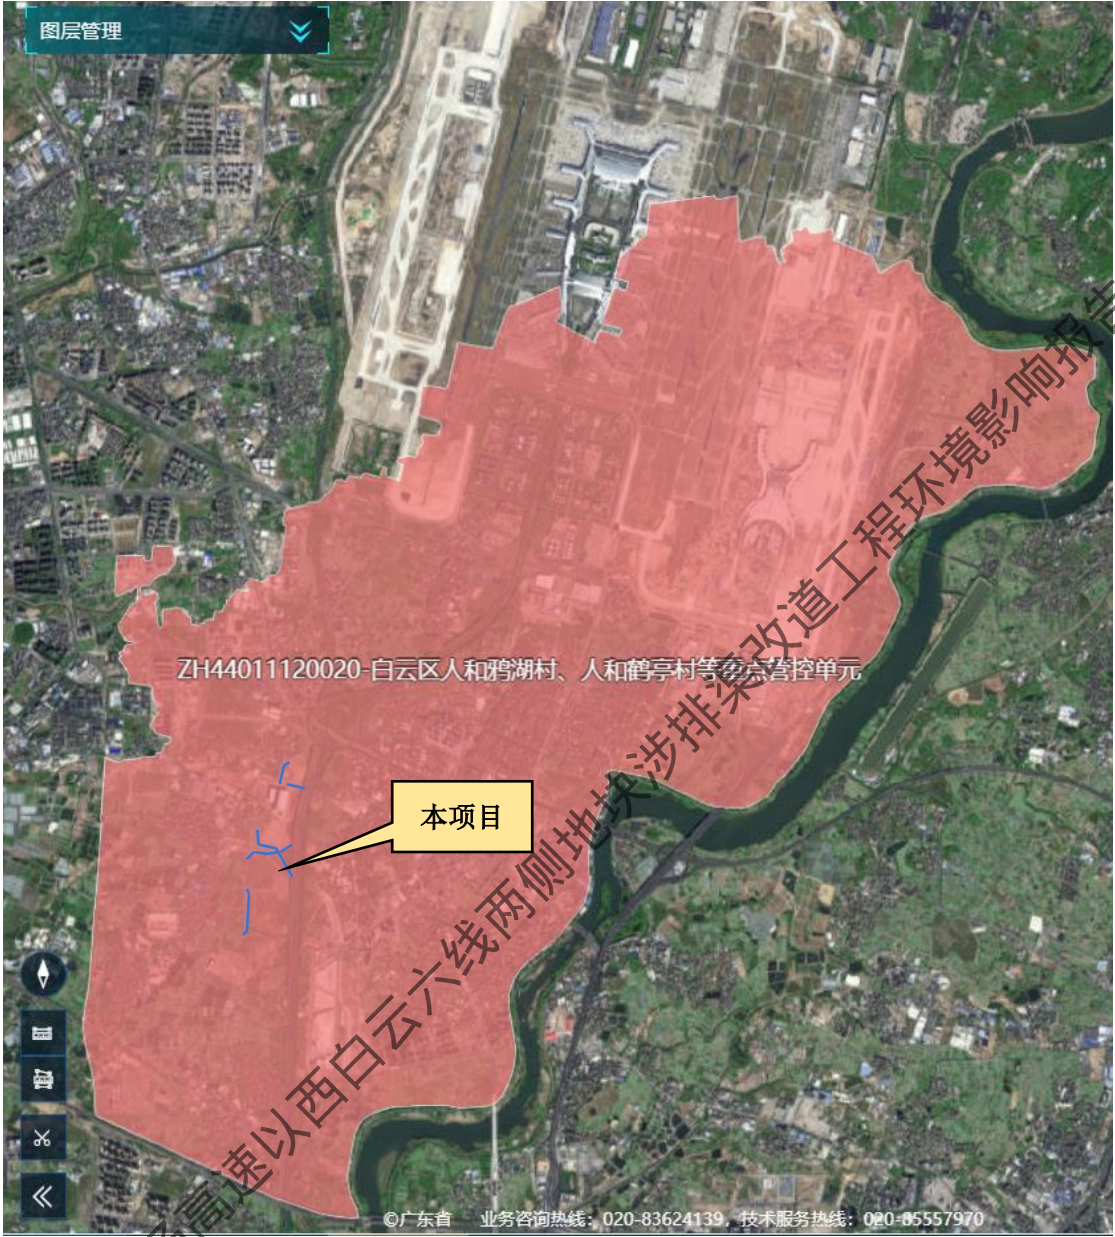 图层管理
ZH44011120020-白云区人和鸦湖村、人和鹤亭村等重点管控单元
本项目
高速以西白云六线两侧地块涉排渠改道工程环境影响报告
©广东省 业务咨询热线：020-83624139，技术服务热线：020-85557970